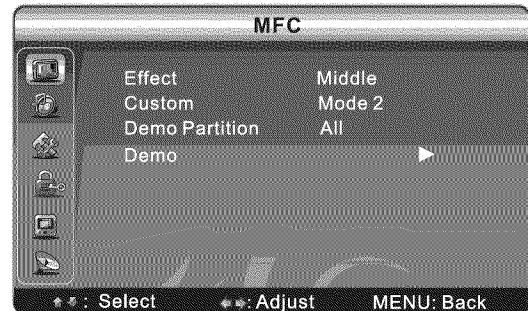 MFC
Effect Middle
Custom Mode 2
Demo Partition All
Demo
: Select : Adjust MENU: Back